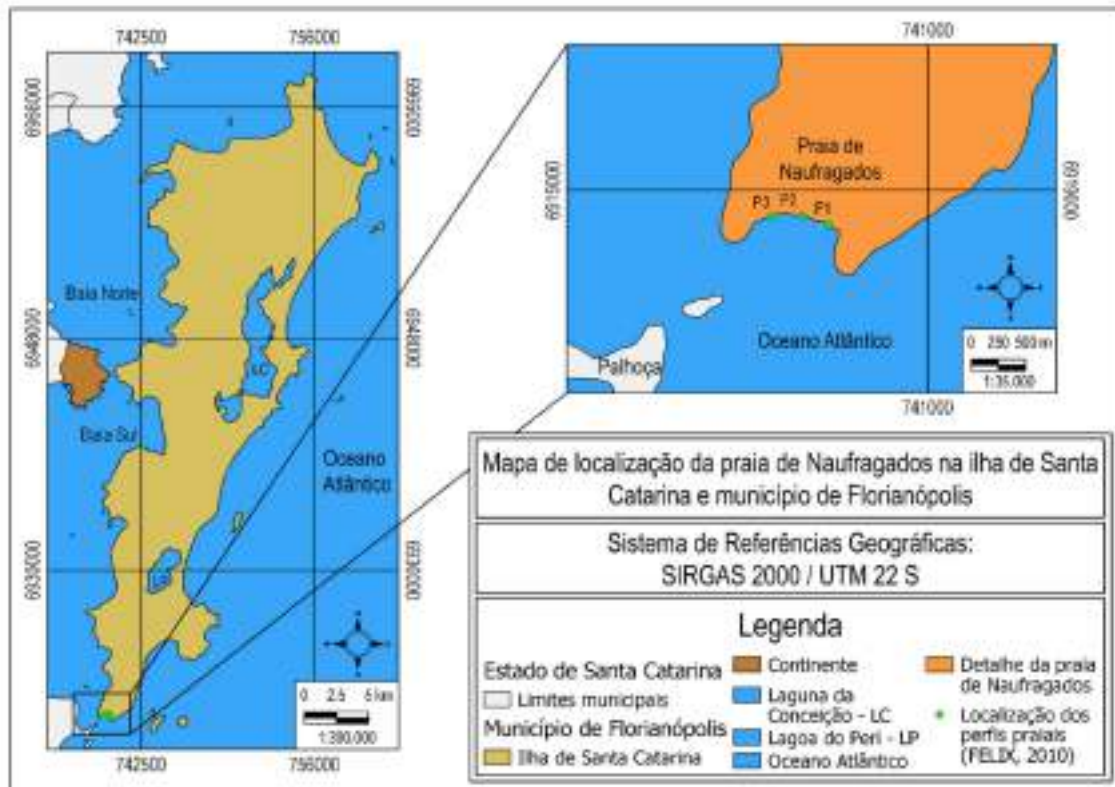 742500
756000
6966000
6966000
Baia Norte
6948000
6948000
LC
Baia Sul
Oceano
Atlântico
6930000
6930000
0 2.5 5 km
1:390.000
742500
756000
741000
6919000
6919000
Praia de
Naufragados
P3
P2
P1
Oceano Atlântico
Palhoça
0 250 500 m
1:35.000
741000
Mapa de localização da praia de Naufragados na ilha de Santa
Catarina e município de Florianópolis
Sistema de Referências Geográficas:
SIRGAS 2000 / UTM 22 S
Legenda
Estado de Santa Catarina
Limites municipais
Município de Florianópolis
Ilha de Santa Catarina
Continente
Laguna da
Conceição - LC
Lagoa do Peri - LP
Oceano Atlântico
Detalhe da praia
de Naufragados
Localização dos
perfis praiais
(FELIX, 2010)